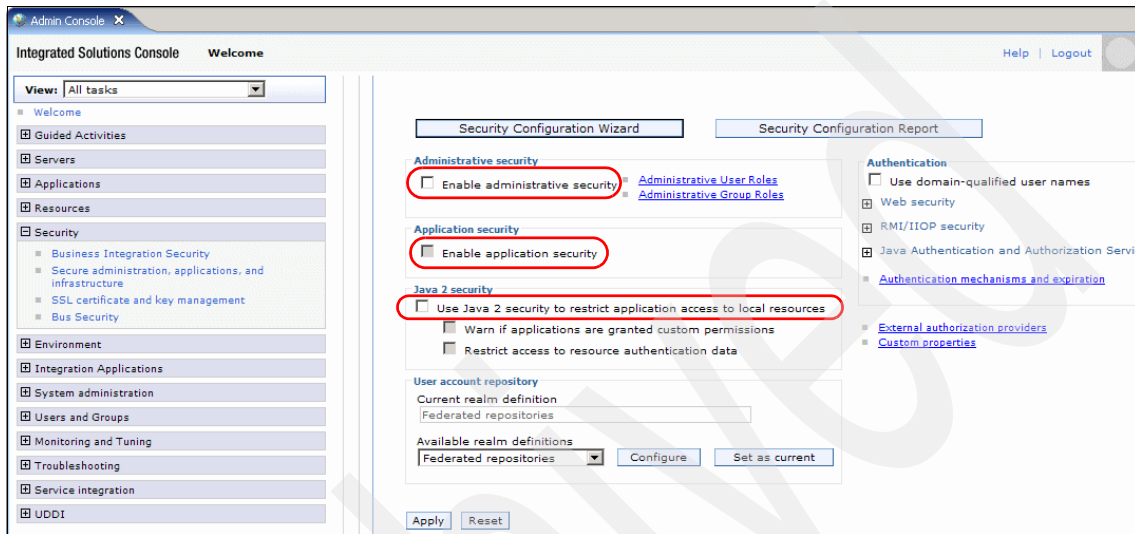 Admin Console X
Integrated Solutions Console Welcome
Help | Logout
View: All tasks
Welcome
Guided Activities
Servers
Applications
Resources
Security
Business Integration Security
Secure administration, applications, and
infrastructure
SSL certificate and key management
Bus Security
Environment
Integration Applications
System administration
Users and Groups
Monitoring and Tuning
Troubleshooting
Service integration
UDDI
Security Configuration Wizard
Security Configuration Report
Administrative security
Enable administrative security
Administrative User Roles
Administrative Group Roles
Application security
Enable application security
Java 2 security
Use Java 2 security to restrict application access to local resources
Warn if applications are granted custom permissions
Restrict access to resource authentication data
User account repository
Current realm definition
Federated repositories
Available realm definitions
Federated repositories Configure Set as current
Apply Reset
Authentication
Use domain-qualified user names
Web security
RMI/IIOP security
Java Authentication and Authorization Servi
Authentication mechanisms and expiration
External authorization providers
Custom properties